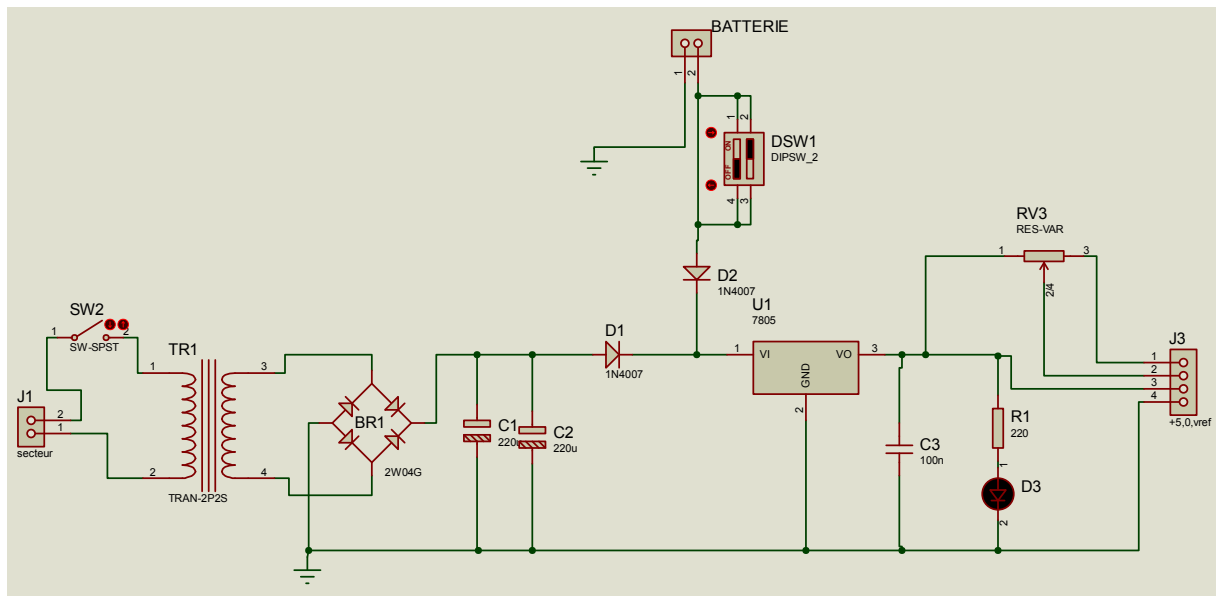 BATTERIE
1
2
1
2
ON
OFF
DSW1
DIPSW_2
4
3
RV3
RES-VAR
1
3
2/4
D2
1N4007
U1
7805
SW2
1
2
SW-SPST
TR1
1
3
2
4
TRAN-2P2S
J1
2
1
secteur
BR1
2W04G
C1
220u
C2
220u
D1
1N4007
1
VI
VO
3
GND
2
C3
100n
R1
220
1
D3
2
J3
1
2
3
4
+5,0,vref